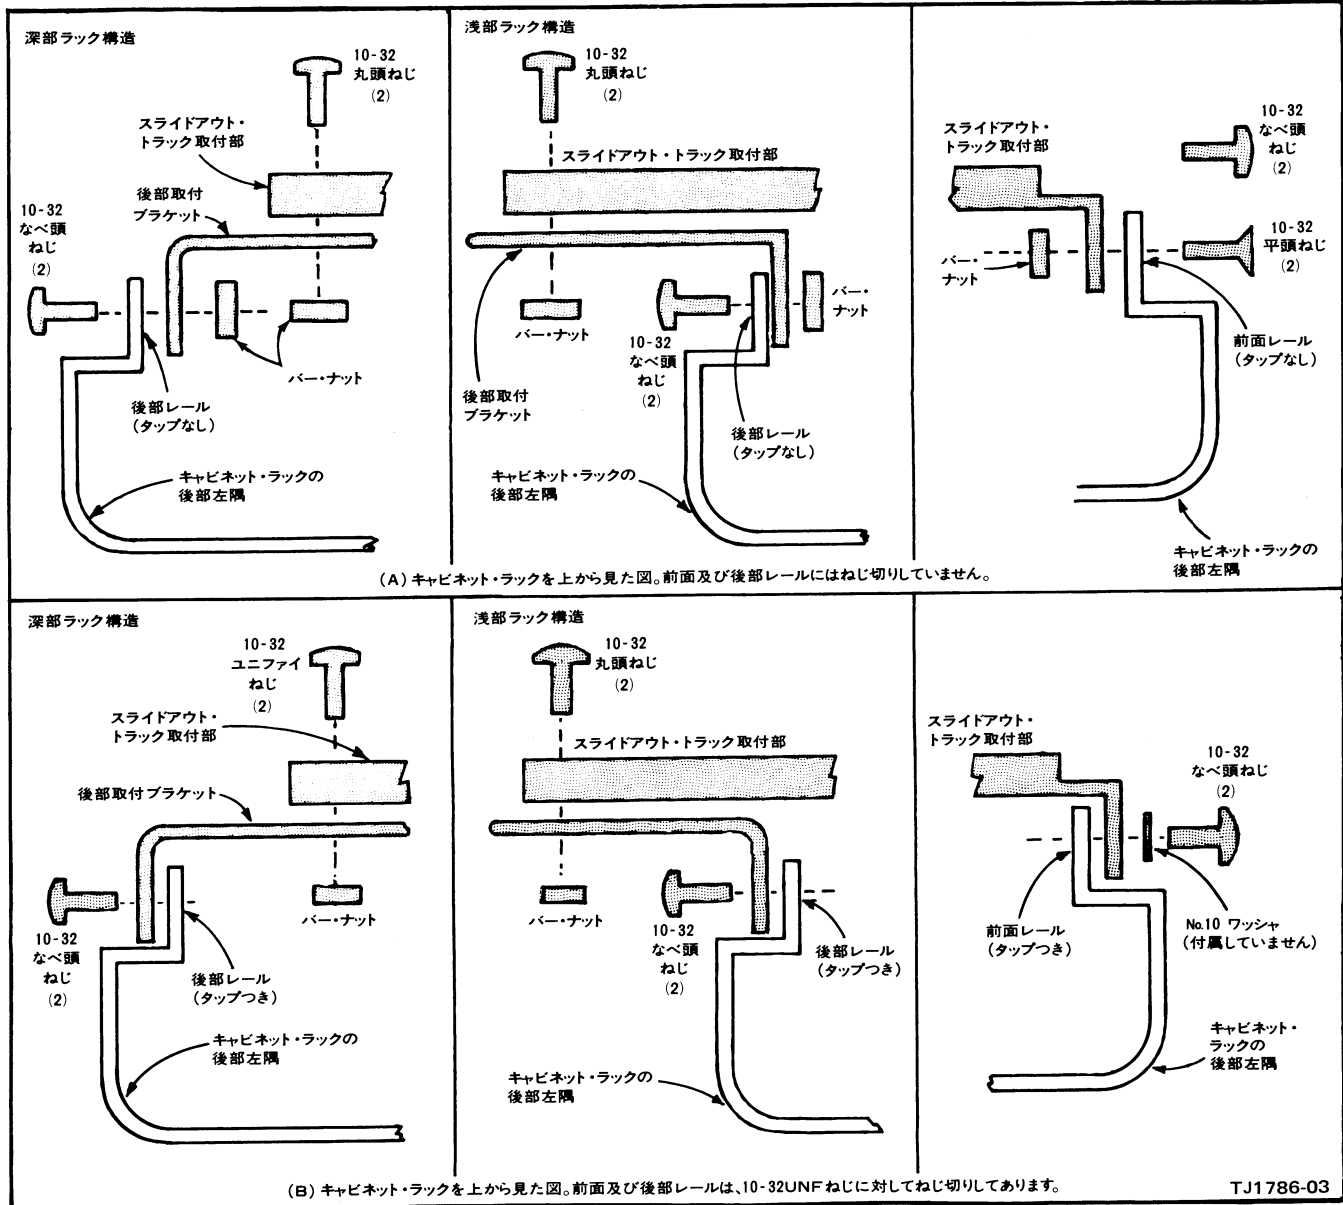 深部ラック構造
10-32
丸頭ねじ
(2)
スライドアウト・
トラック取付部
後部取付
ブラケット
10-32
なべ頭
ねじ
(2)
バー・ナット
後部レール
(タップなし)
キャビネット・ラックの
後部左隅
浅部ラック構造
10-32
丸頭ねじ
(2)
スライドアウト・トラック取付部
バー・ナット
10-32
なべ頭
ねじ
(2)
バー・
ナット
後部取付
ブラケット
後部レール
(タップなし)
キャビネット・ラックの
後部左隅
スライドアウト・
トラック取付部
10-32
なべ頭
ねじ
(2)
10-32
平頭ねじ
(2)
バー・
ナット
前面レール
(タップなし)
キャビネット・ラックの
後部左隅
(A) キャビネット・ラックを上から見た図。前面及び後部レールにはねじ切りしていません。
深部ラック構造
10-32
ユニファイ
ねじ
(2)
スライドアウト・
トラック取付部
後部取付ブラケット
バー・ナット
10-32
なべ頭
ねじ
(2)
後部レール
(タップつき)
キャビネット・ラックの
後部左隅
浅部ラック構造
10-32
丸頭ねじ
(2)
スライドアウト・トラック取付部
バー・ナット
10-32
なべ頭
ねじ
(2)
後部レール
(タップつき)
キャビネット・ラックの
後部左隅
スライドアウト・
トラック取付部
10-32
なべ頭ねじ
(2)
前面レール
(タップつき)
No.10 ワッシャ
(付属していません)
キャビネット・
ラックの
後部左隅
(B) キャビネット・ラックを上から見た図。前面及び後部レールは、10-32UNFねじに対してねじ切りしてあります。
TJ1786-03